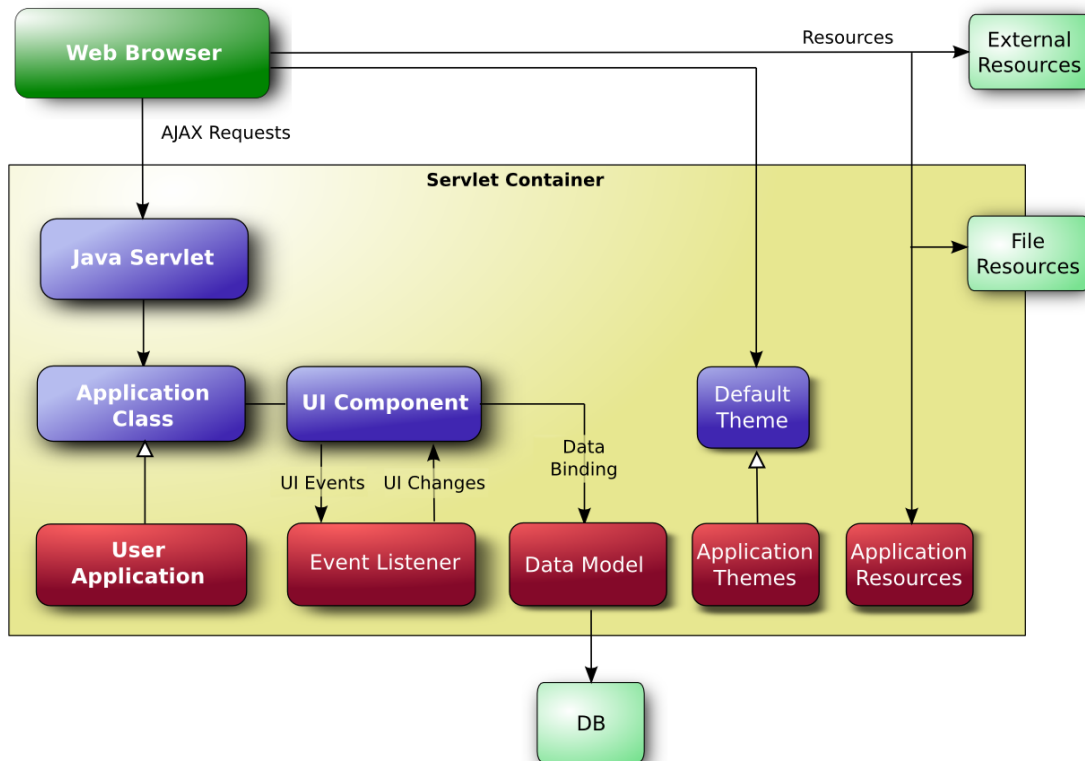 Web Browser
Resources
External
Resources
AJAX Requests
Servlet Container
Java Servlet
File
Resources
Application
Class
UI Component
Default
Theme
UI Events
UI Changes
Data
Binding
User
Application
Event Listener
Data Model
Application
Themes
Application
Resources
DB